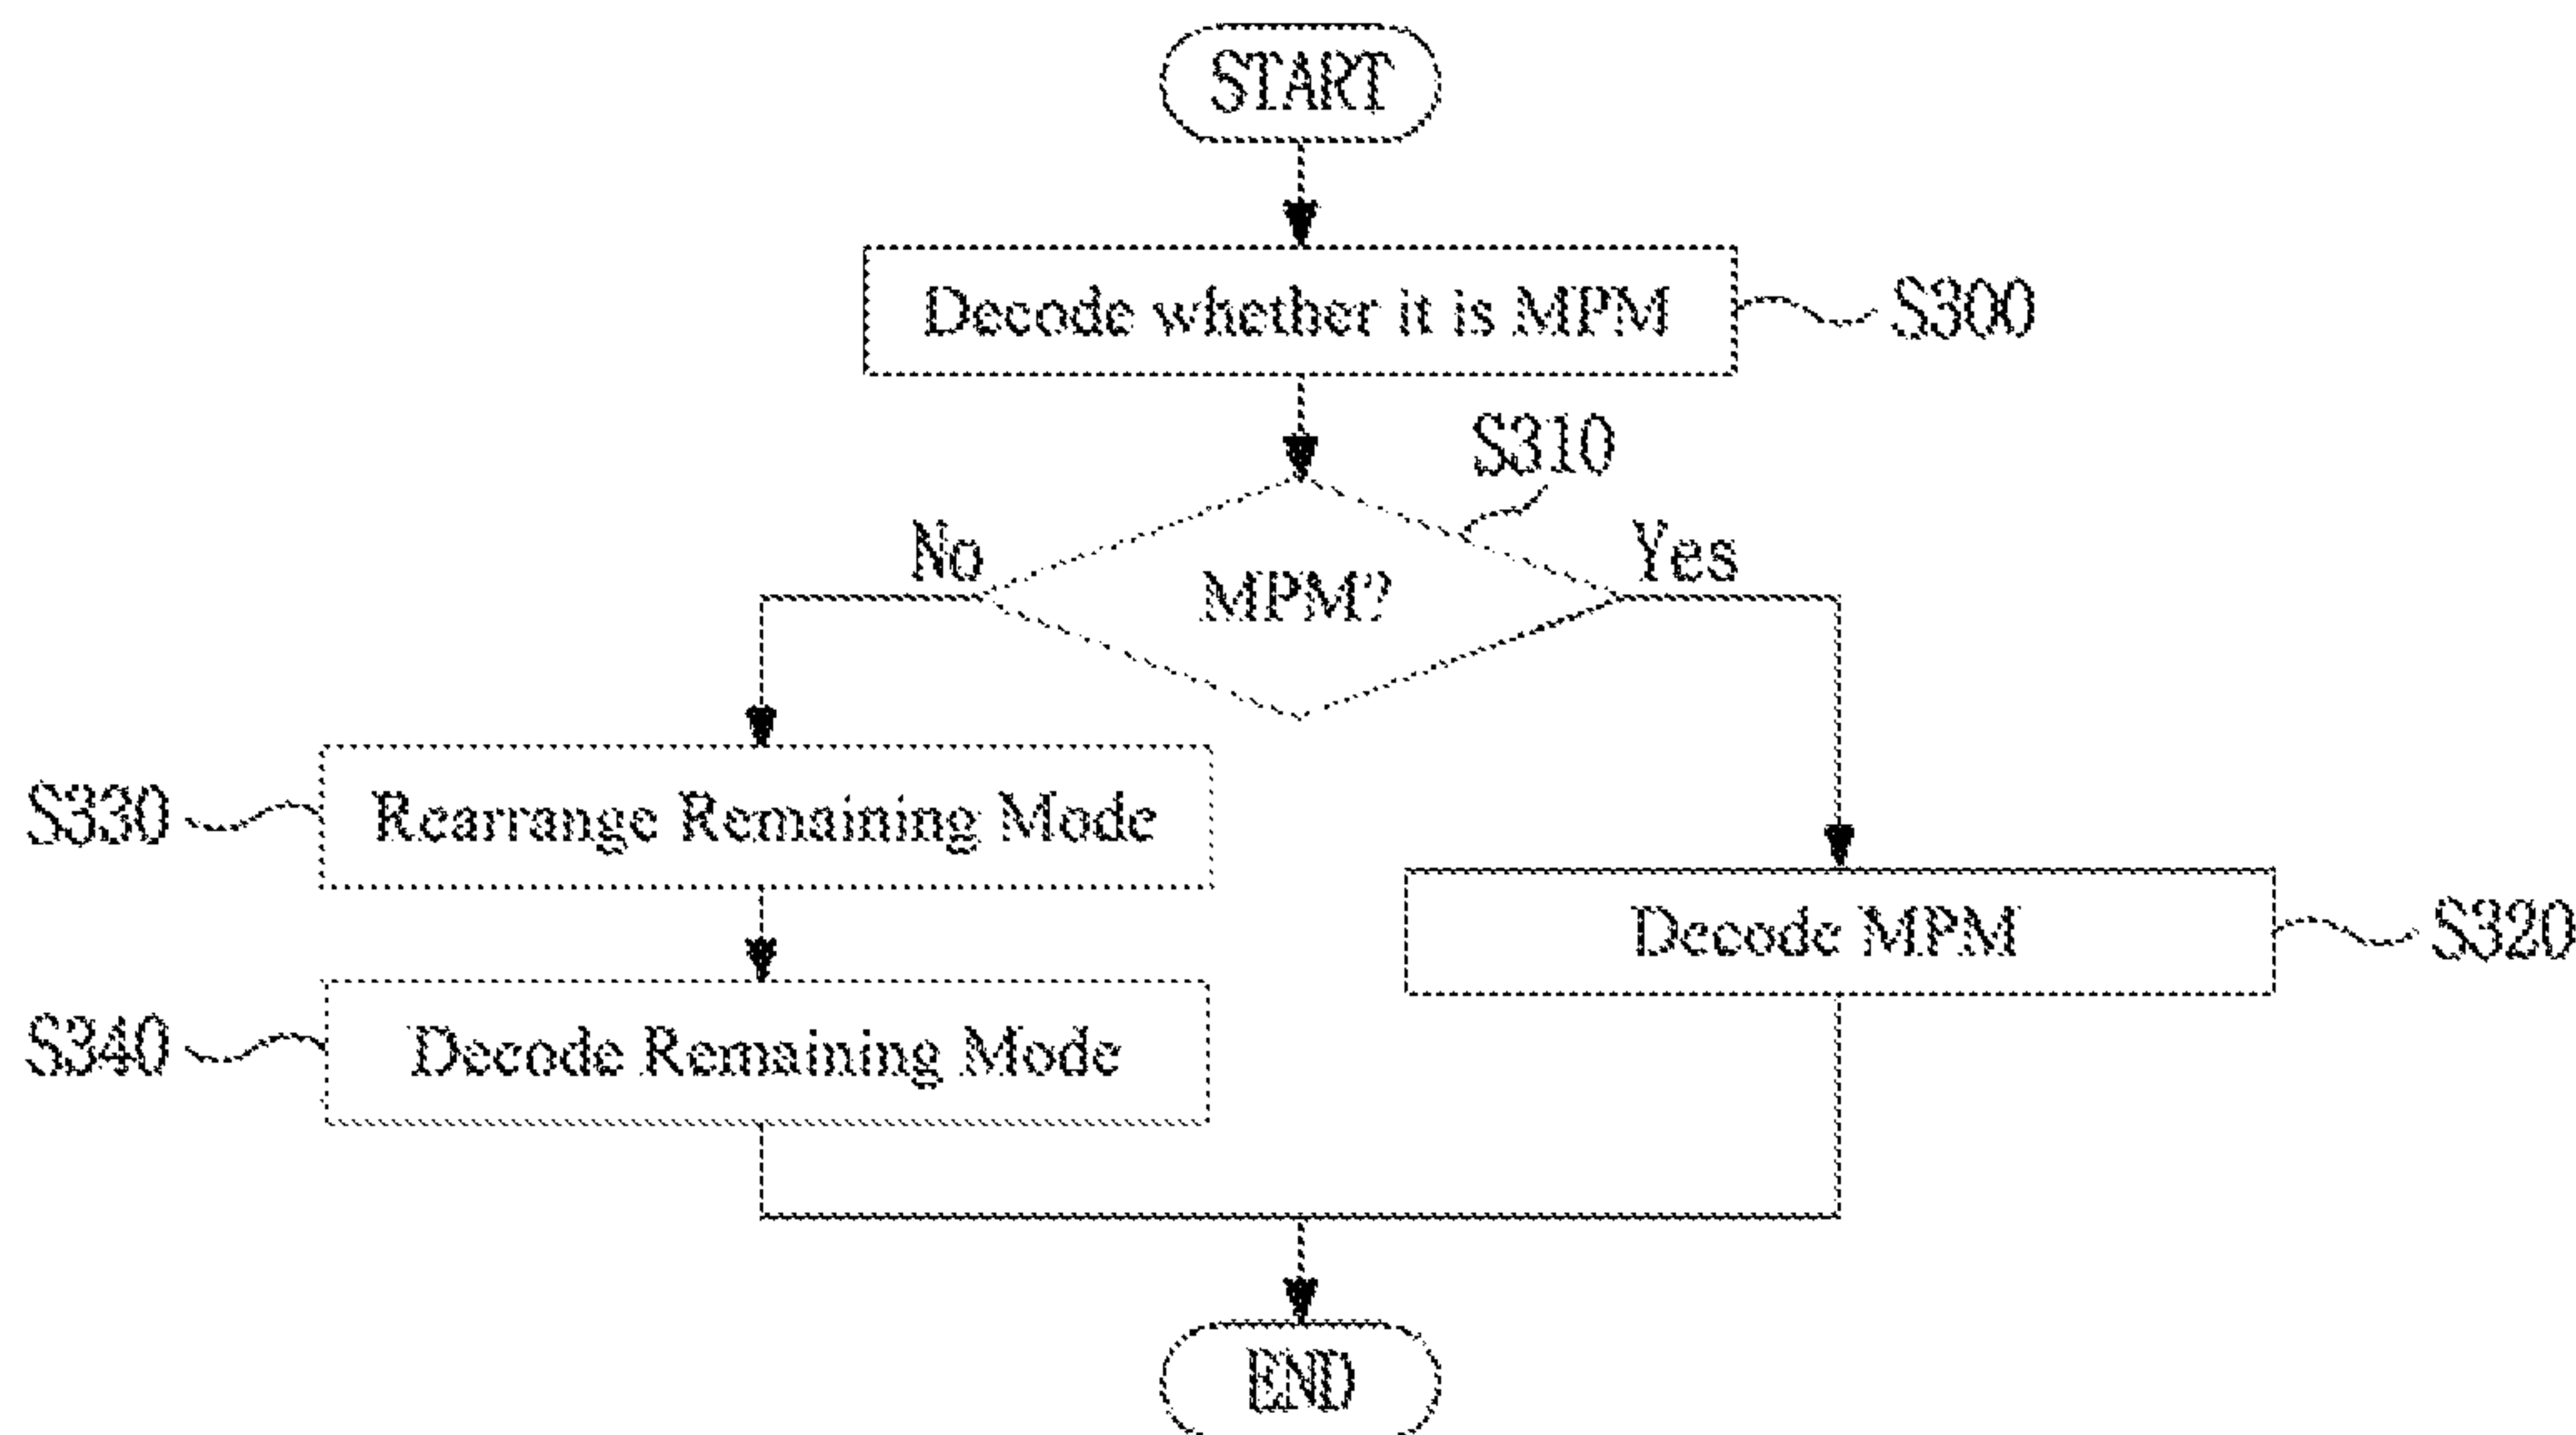 START
Decode whether it is MPM
S300
S310
No
Yes
MPM?
S330
Rearrange Remaining Mode
Decode MPM
S320
S340
Decode Remaining Mode
END